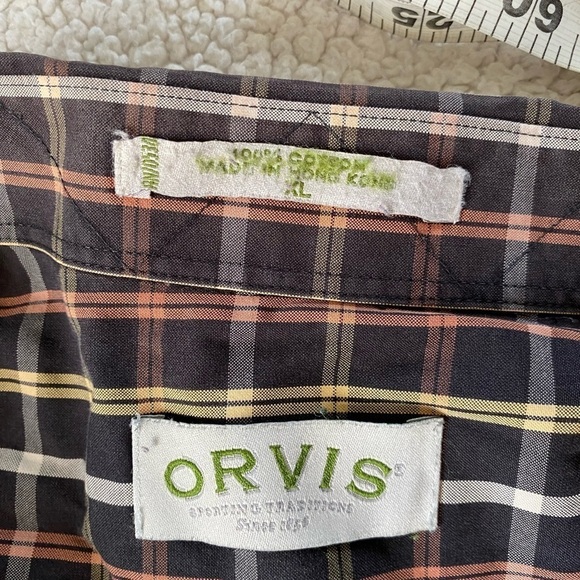 25
60
100% COTTON
MADE IN HONG KONG
XL
ORVIS®
SPORTING TRADITIONS
SINCE 1856